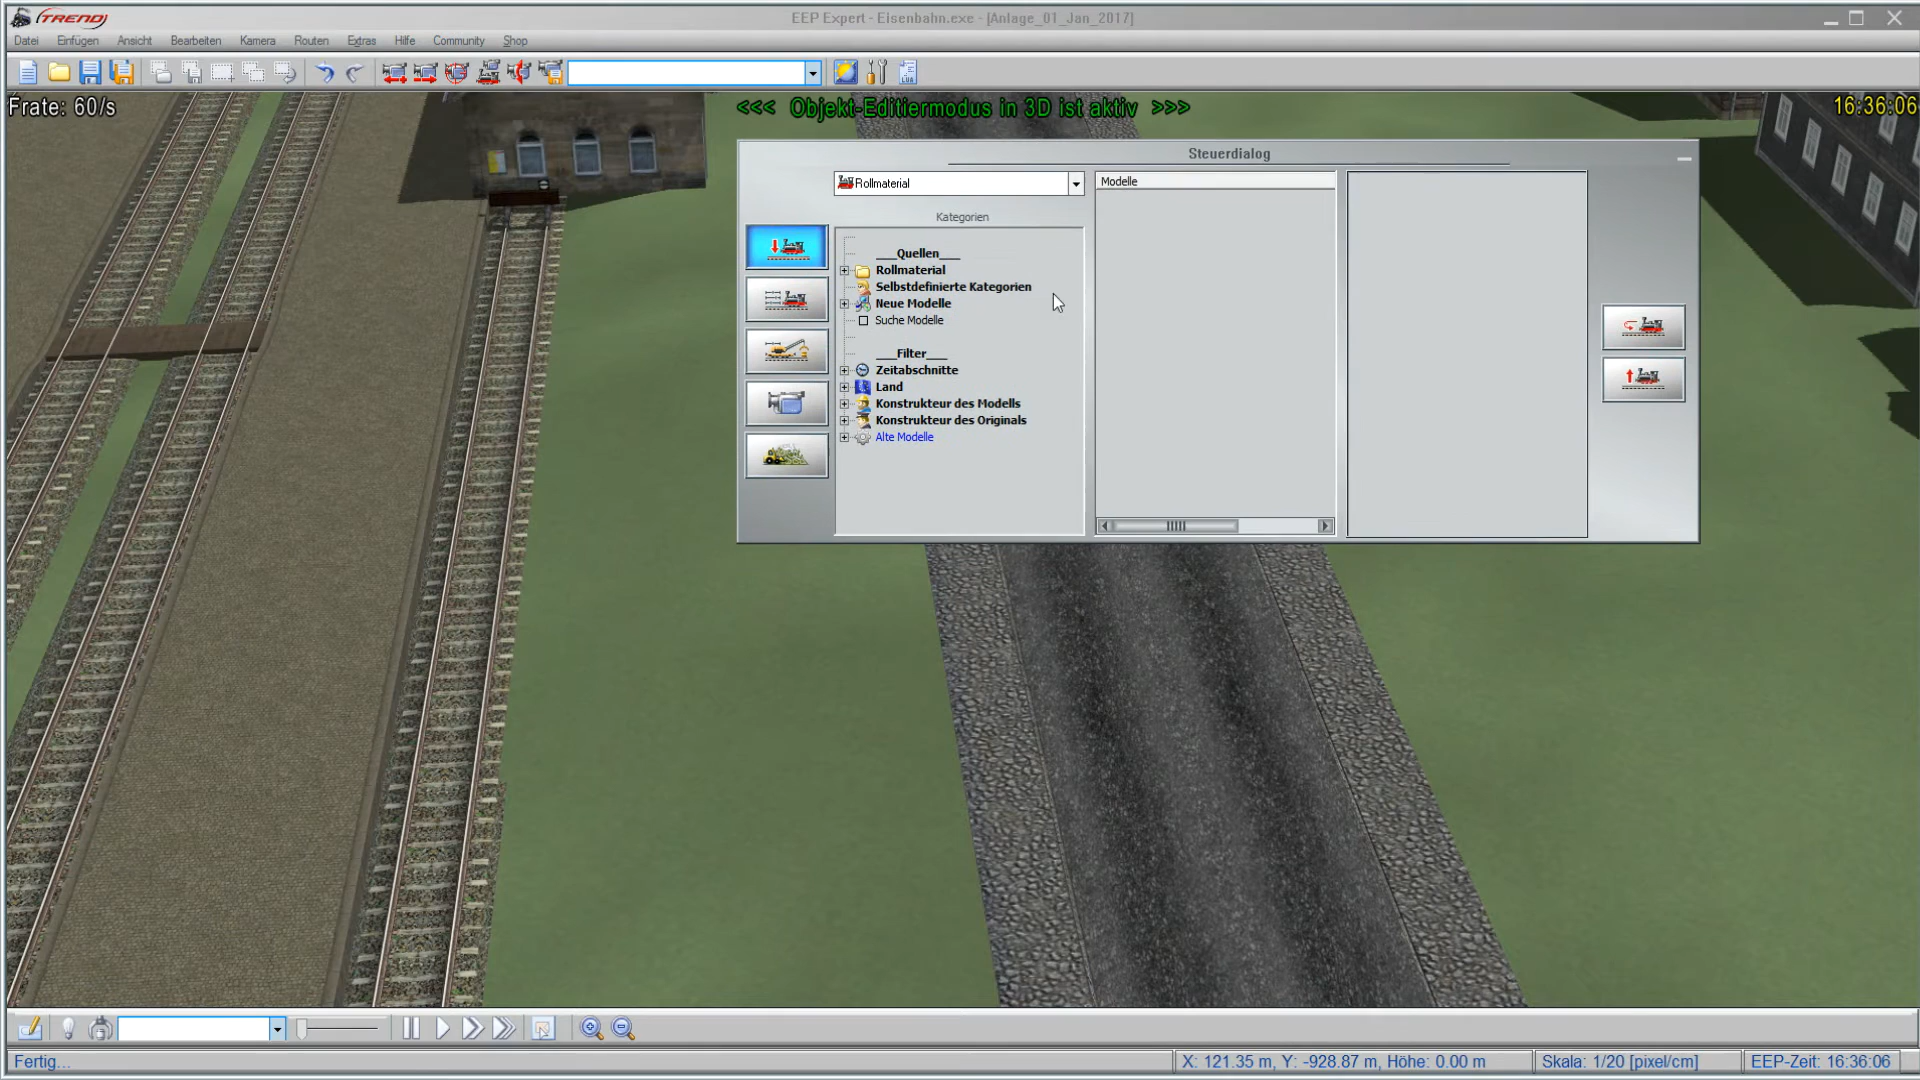 TREND
EEP Expert - Eisenbahn.exe - [Anlage_01_Jan_2017]
Datei Einfügen Ansicht Bearbeiten Kamera Routen Extras Hilfe Community Shop
Frate: 60/s
<<< Objekt-Editiermodus in 3D ist aktiv >>>
16:36:06
Steuerdialog
Rollmaterial
Modelle
Kategorien
___Quellen___
Rollmaterial
Selbstdefinierte Kategorien
Neue Modelle
Suche Modelle
___Filter___
Zeitabschnitte
Land
Konstrukteur des Modells
Konstrukteur des Originals
Alte Modelle
Fertig...
X: 121.35 m, Y: -928.87 m, Höhe: 0.00 m
Skala: 1/20 [pixel/cm]
EEP-Zeit: 16:36:06